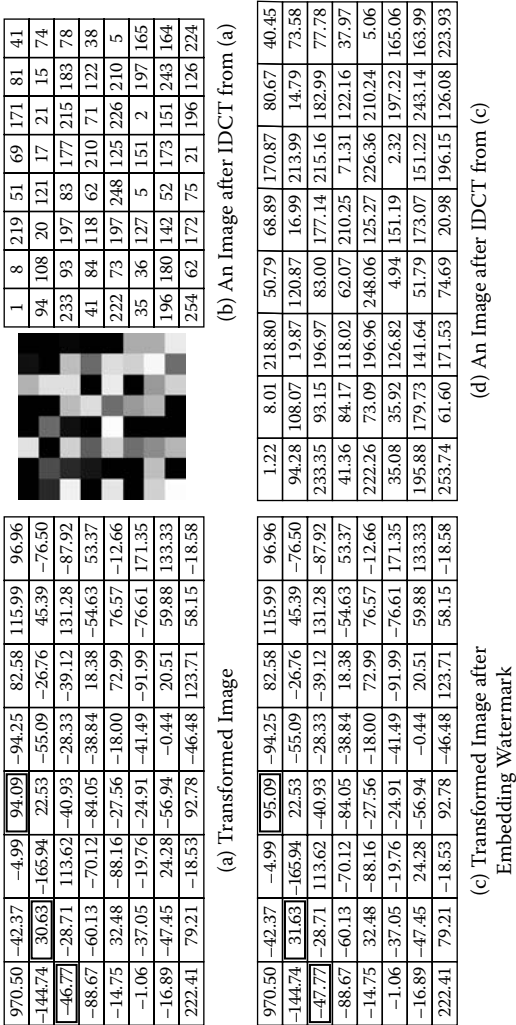 970.50 −42.37 −4.99 94.09 −94.25 82.58 115.99 96.96
−144.74 30.63 −165.94 22.53 −55.09 −26.76 45.39 −76.50
−46.77 −28.71 113.62 −40.93 −28.33 −39.12 131.28 −87.92
−88.67 −60.13 −70.12 −84.05 −38.84 18.38 −54.63 53.37
−14.75 32.48 −88.16 −27.56 −18.00 72.99 76.57 −12.66
−1.06 −37.05 −19.76 −24.91 −41.49 −91.99 −76.61 171.35
−16.89 −47.45 24.28 −56.94 −0.44 20.51 59.88 133.33
222.41 79.21 −18.53 92.78 −46.48 123.71 58.15 −18.58
(a) Transformed Image
1 8 219 51 69 171 81 41
94 108 20 121 17 21 15 74
233 93 197 83 177 215 183 78
41 84 118 62 210 71 122 38
222 73 197 248 125 226 210 5
35 36 127 5 151 2 197 165
196 180 142 52 173 151 243 164
254 62 172 75 21 196 126 224
(b) An Image after IDCT from (a)
970.50 −42.37 −4.99 95.09 −94.25 82.58 115.99 96.96
−144.74 31.63 −165.94 22.53 −55.09 −26.76 45.39 −76.50
−47.77 −28.71 113.62 −40.93 −28.33 −39.12 131.28 −87.92
−88.67 −60.13 −70.12 −84.05 −38.84 18.38 −54.63 53.37
−14.75 32.48 −88.16 −27.56 −18.00 72.99 76.57 −12.66
−1.06 −37.05 −19.76 −24.91 −41.49 −91.99 −76.61 171.35
−16.89 −47.45 24.28 −56.94 −0.44 20.51 59.88 133.33
222.41 79.21 −18.53 92.78 −46.48 123.71 58.15 −18.58
(c) Transformed Image after
Embedding Watermark
1.22 8.01 218.80 50.79 68.89 170.87 80.67 40.45
94.28 108.07 19.87 120.87 16.99 213.99 14.79 73.58
233.35 93.15 196.97 83.00 177.14 215.16 182.99 77.78
41.36 84.17 118.02 62.07 210.25 71.31 122.16 37.97
222.26 73.09 196.96 248.06 125.27 226.36 210.24 5.06
35.08 35.92 126.82 4.94 151.19 2.32 197.22 165.06
195.88 179.73 141.64 51.79 173.07 151.22 243.14 163.99
253.74 61.60 171.53 74.69 20.98 196.15 126.08 223.93
(d) An Image after IDCT from (c)